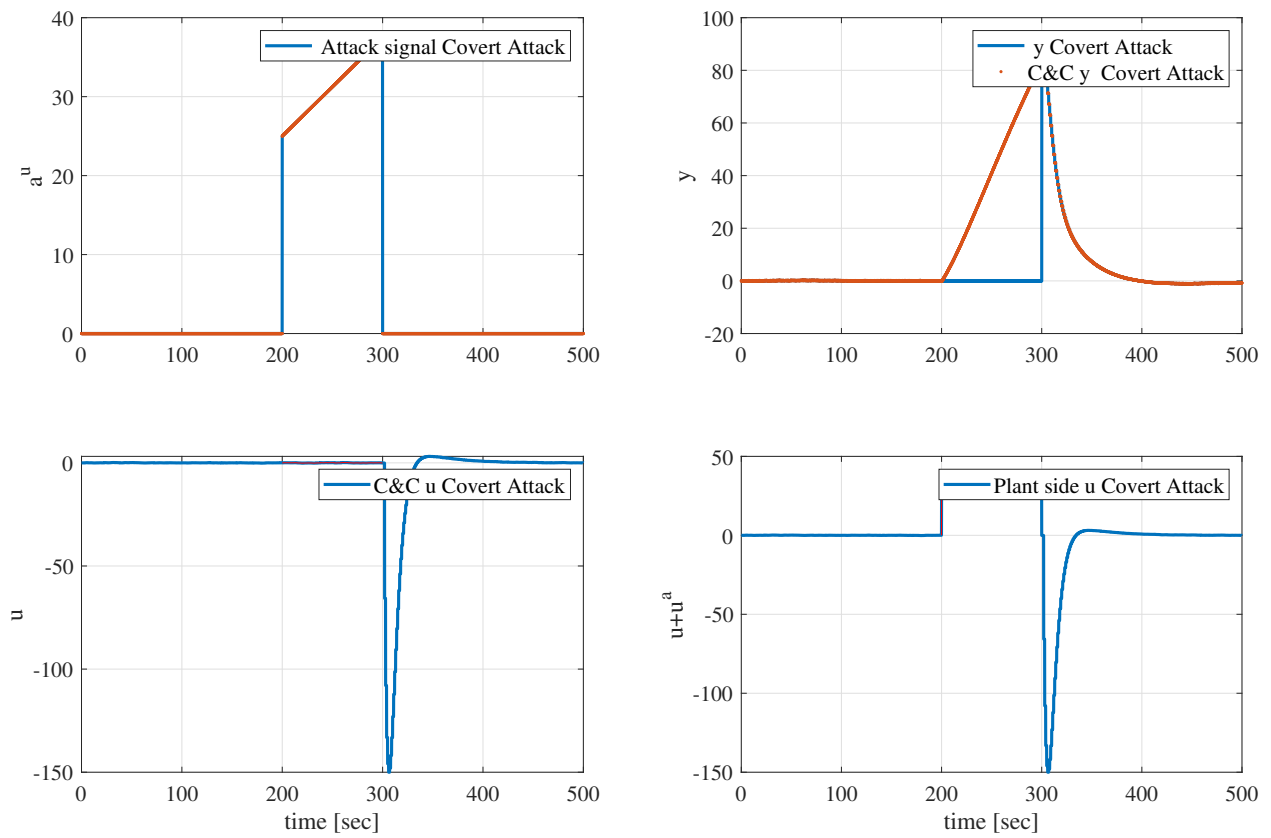 40
30
20
10
0
0 100 200 300 400 500
a^u
Attack signal Covert Attack
100
80
60
40
20
0
-20
0 100 200 300 400 500
y
y Covert Attack
C&C y Covert Attack
0
-50
-100
-150
0 100 200 300 400 500
u
time [sec]
C&C u Covert Attack
50
0
-50
-100
-150
0 100 200 300 400 500
u+u^a
time [sec]
Plant side u Covert Attack